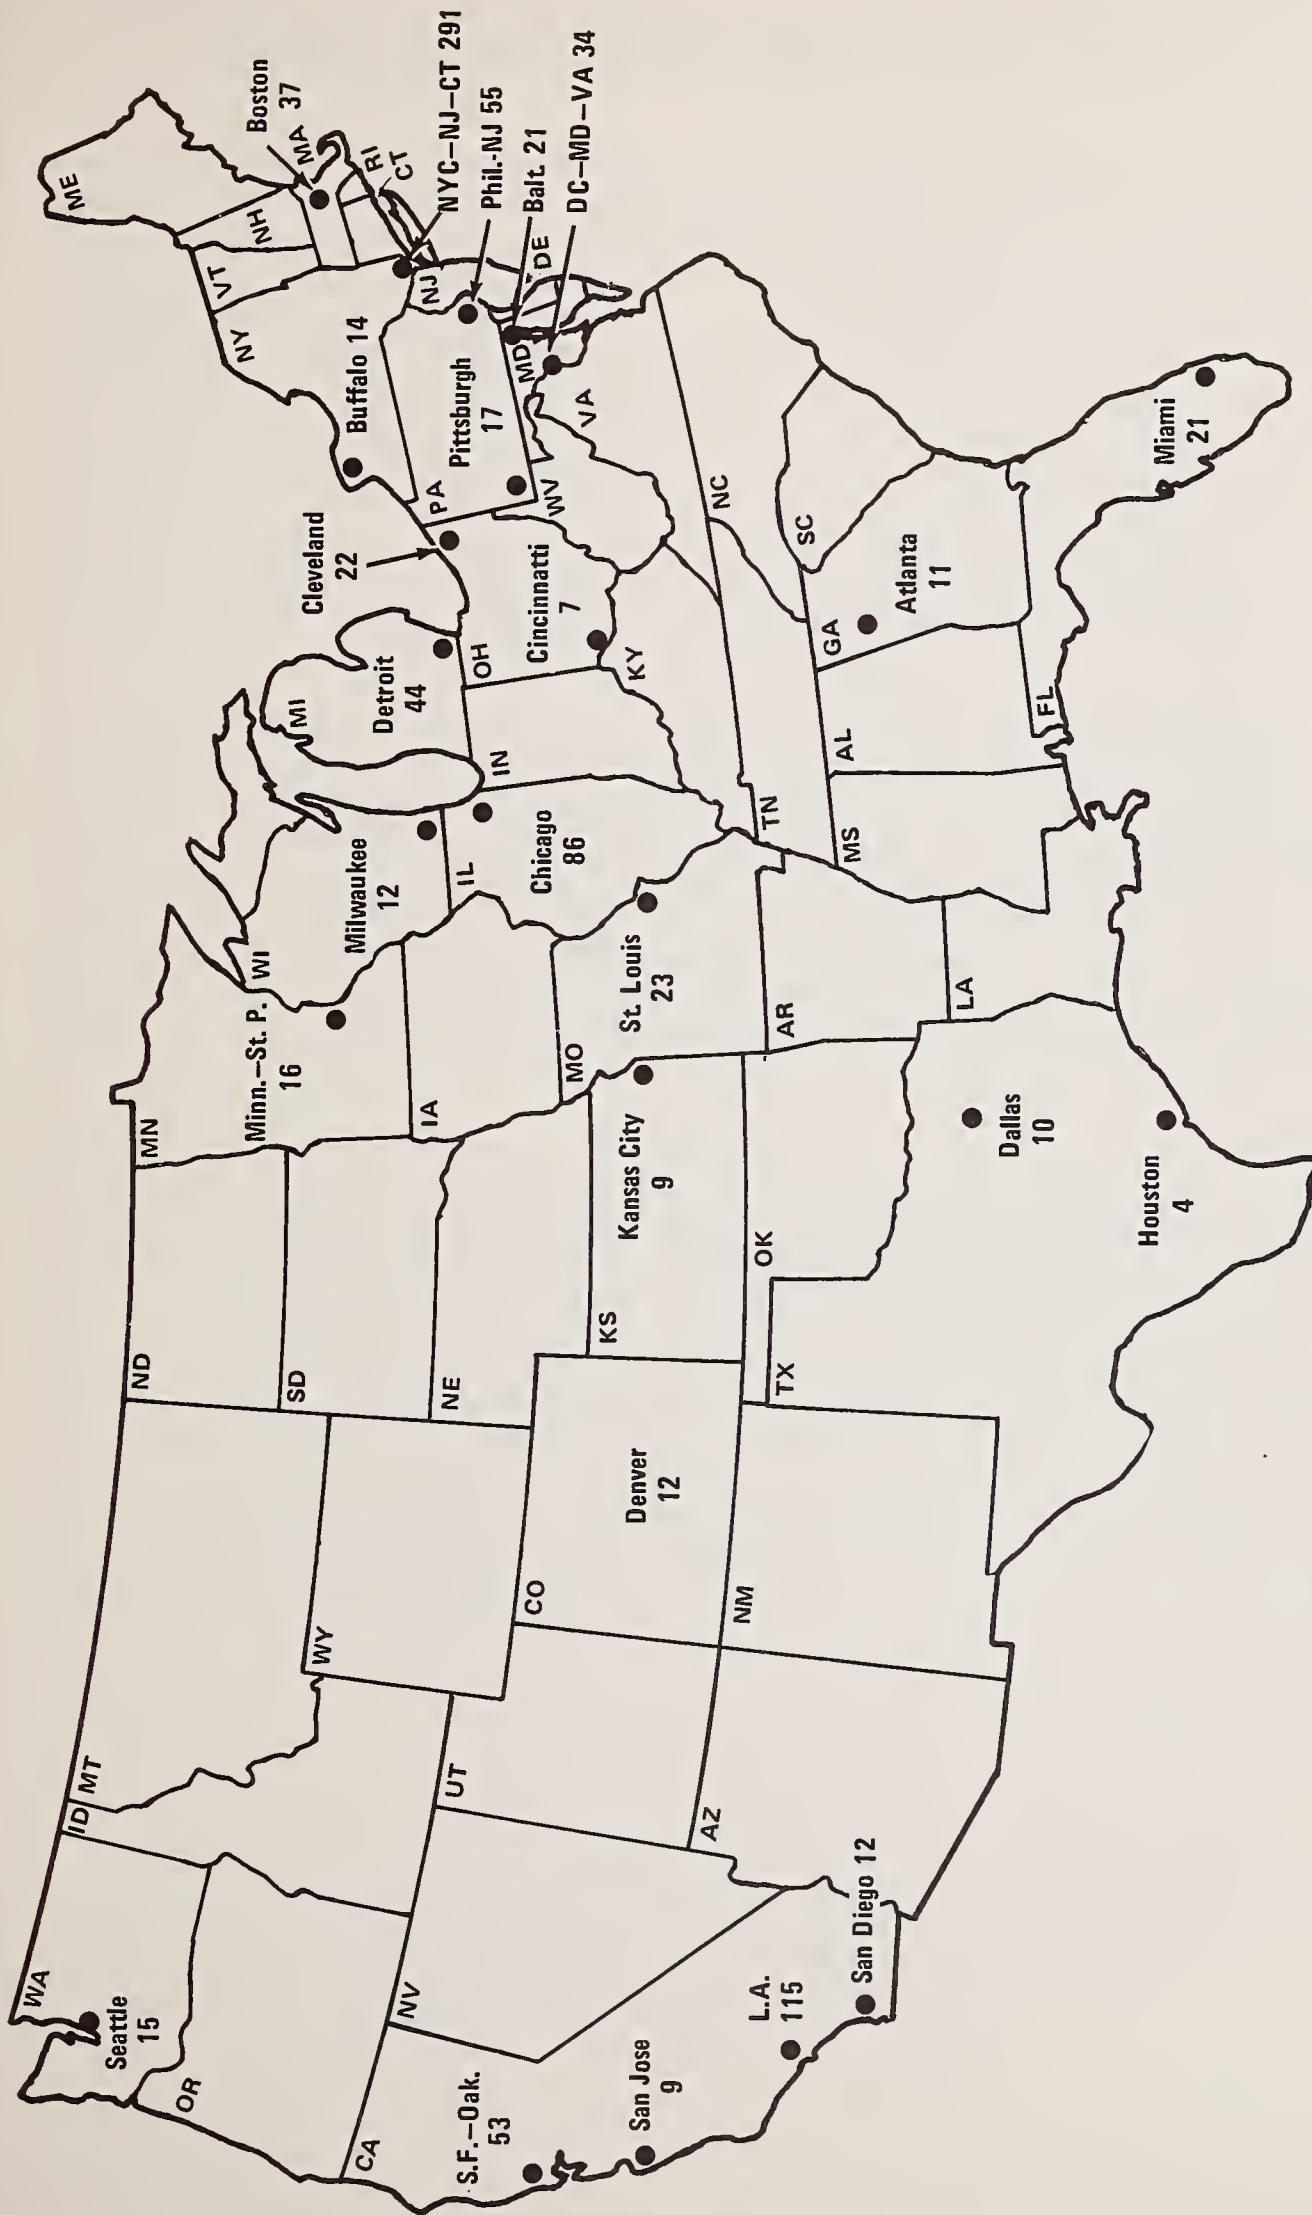 WA
Seattle
15
OR
CA
S.F.–Oak.
53
San Jose
9
L.A.
115
San Diego 12
NV
ID
MT
UT
AZ
WY
CO
Denver
12
NM
ND
SD
NE
KS
Kansas City
9
OK
TX
Dallas
10
Houston
4
MN
Minn.–St. P.
16
IA
MO
St. Louis
23
AR
LA
WI
Milwaukee
12
IL
Chicago
86
MI
Detroit
44
IN
OH
Cleveland
22
Cincinnatti
7
KY
TN
MS
AL
GA
Atlanta
11
FL
Miami
21
SC
NC
VA
WV
PA
Pittsburgh
17
Buffalo 14
NY
VT
NH
ME
Boston
37
MA
RI
CT
NJ
DE
MD
NYC–NJ–CT 291
Phil.-NJ 55
Balt. 21
DC–MD–VA 34